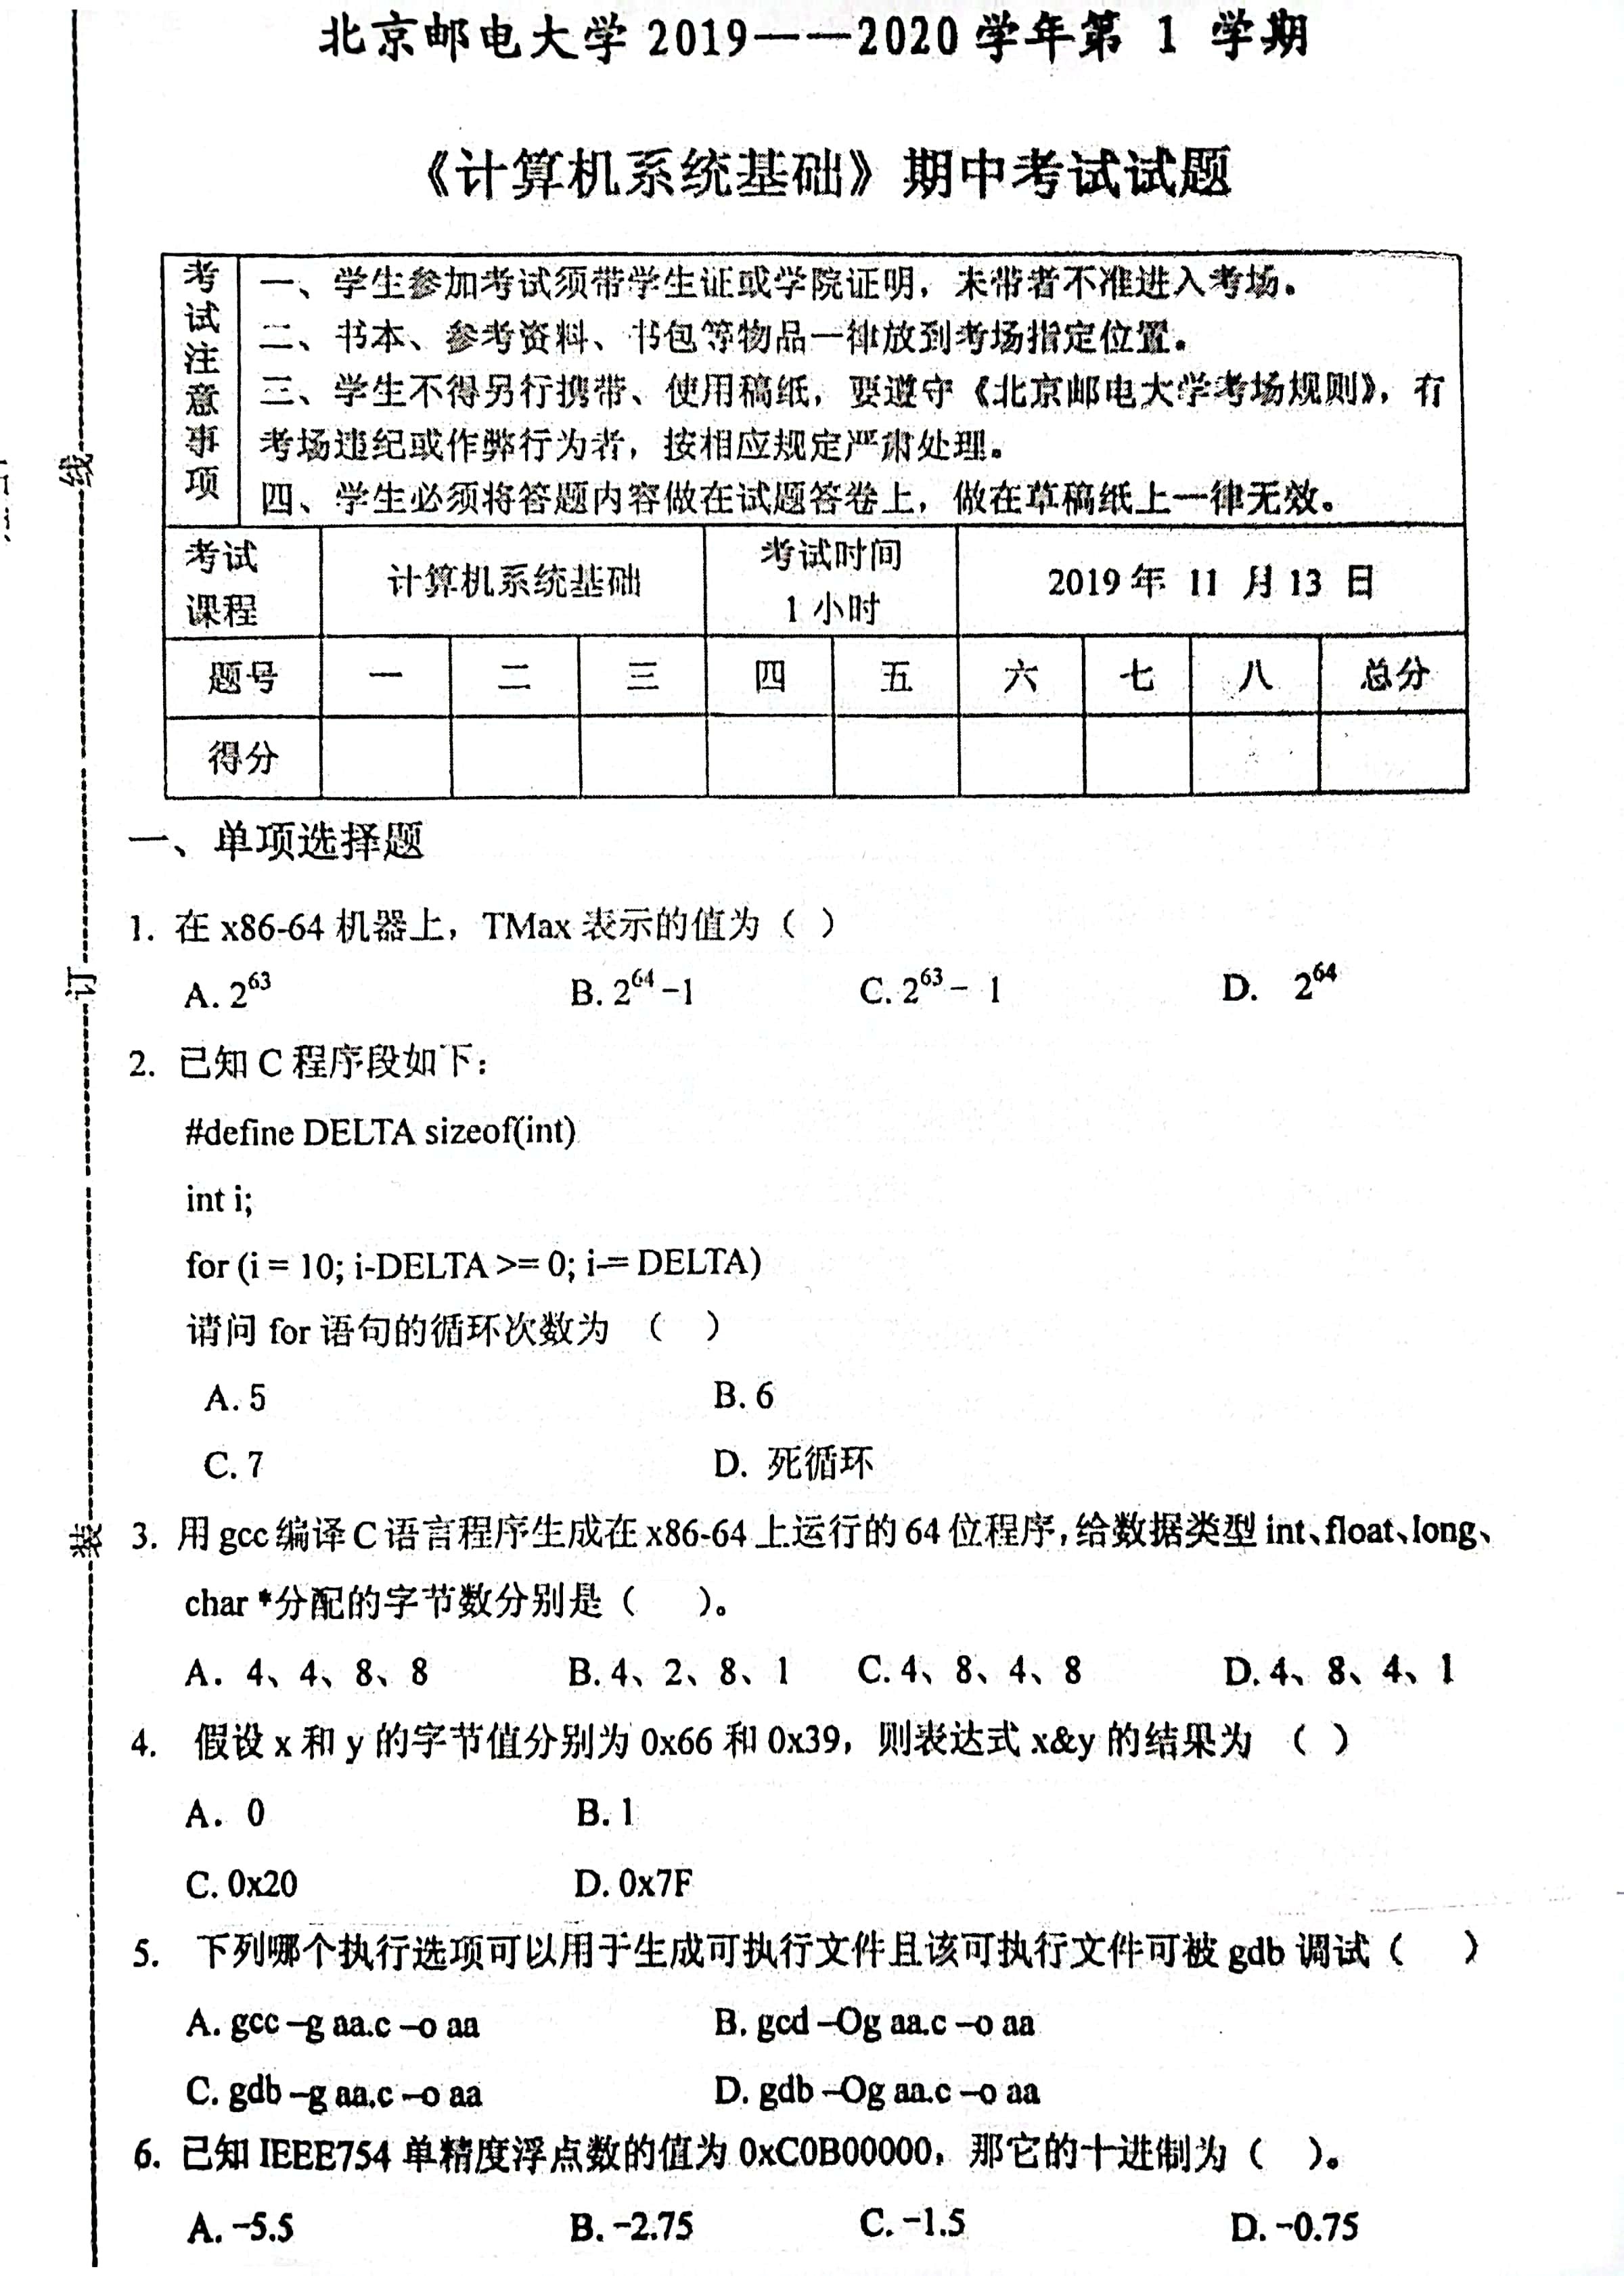 北京邮电大学 2019——2020 学年第 1 学期
《计算机系统基础》期中考试试题
考试注意事项
一、学生参加考试须带学生证或学院证明，未带者不准进入考场。
二、书本、参考资料、书包等物品一律放到考场指定位置。
三、学生不得另行携带、使用稿纸，要遵守《北京邮电大学考场规则》，有
考场违纪或作弊行为者，按相应规定严肃处理。
四、学生必须将答题内容做在试题答卷上，做在草稿纸上一律无效。
考试课程 计算机系统基础 考试时间 1 小时 2019 年 11 月 13 日
题号 一 二 三 四 五 六 七 八 总分
得分
一、单项选择题
1. 在 x86-64 机器上，TMax 表示的值为（ ）
A. 2^63 B. 2^64 -1 C. 2^63 - 1 D. 2^64
2. 已知 C 程序段如下：
#define DELTA sizeof(int)
int i;
for (i = 10; i-DELTA >= 0; i-= DELTA)
请问 for 语句的循环次数为 （ ）
A. 5 B. 6
C. 7 D. 死循环
3. 用 gcc 编译 C 语言程序生成在 x86-64 上运行的 64 位程序，给数据类型 int、float、long、
char *分配的字节数分别是（ ）。
A. 4、4、8、8 B. 4、2、8、1 C. 4、8、4、8 D. 4、8、4、1
4. 假设 x 和 y 的字节值分别为 0x66 和 0x39，则表达式 x&y 的结果为 （ ）
A. 0 B. 1
C. 0x20 D. 0x7F
5. 下列哪个执行选项可以用于生成可执行文件且该可执行文件可被 gdb 调试（ ）
A. gcc –g aa.c –o aa B. gcd –Og aa.c –o aa
C. gdb –g aa.c –o aa D. gdb –Og aa.c –o aa
6. 已知 IEEE754 单精度浮点数的值为 0xC0B00000，那它的十进制为（ ）。
A. -5.5 B. -2.75 C. -1.5 D. -0.75
线
订
装